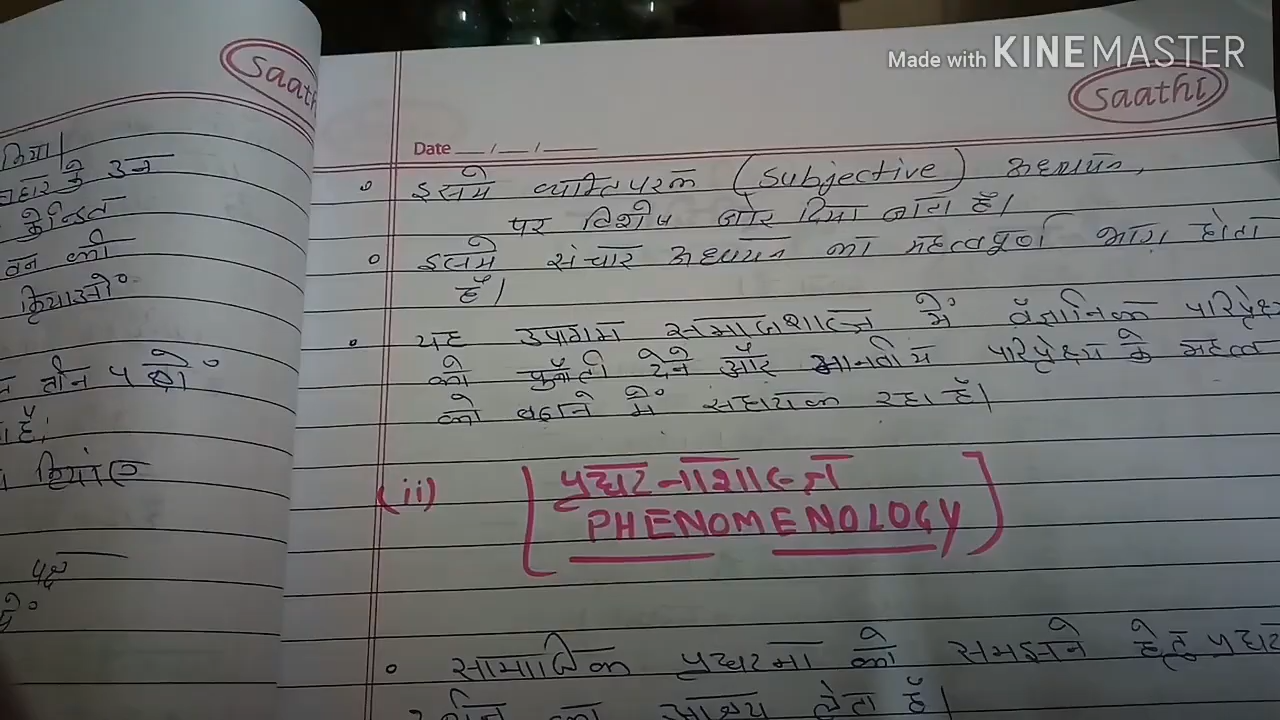 Made with KINEMASTER
Saathi
Saathi
Date
किया।
उन
केन्द्रित
क्रियाओं
तीन
है।
• इसमे व्यक्तिपरक (Subjective) अध्ययन,
पर विशेष जोर दिया जाता हैं।
• इसमे संचार अध्ययन का महत्वपुर्ण भाग होता
हैं।
• यह उपागम समाजशास्त्र में वैज्ञानिक परिप्रेक्ष्य
को चुनौती देने और मानवीय परिप्रेक्ष्य के महत्व
को बढाने में सहायक रहा हैं।
(ii) प्रघटनाशास्त्र
PHENOMENOLOGY
• सामाजिक प्रघटना को समझने हेतु
का आश्रय लेता हैं।